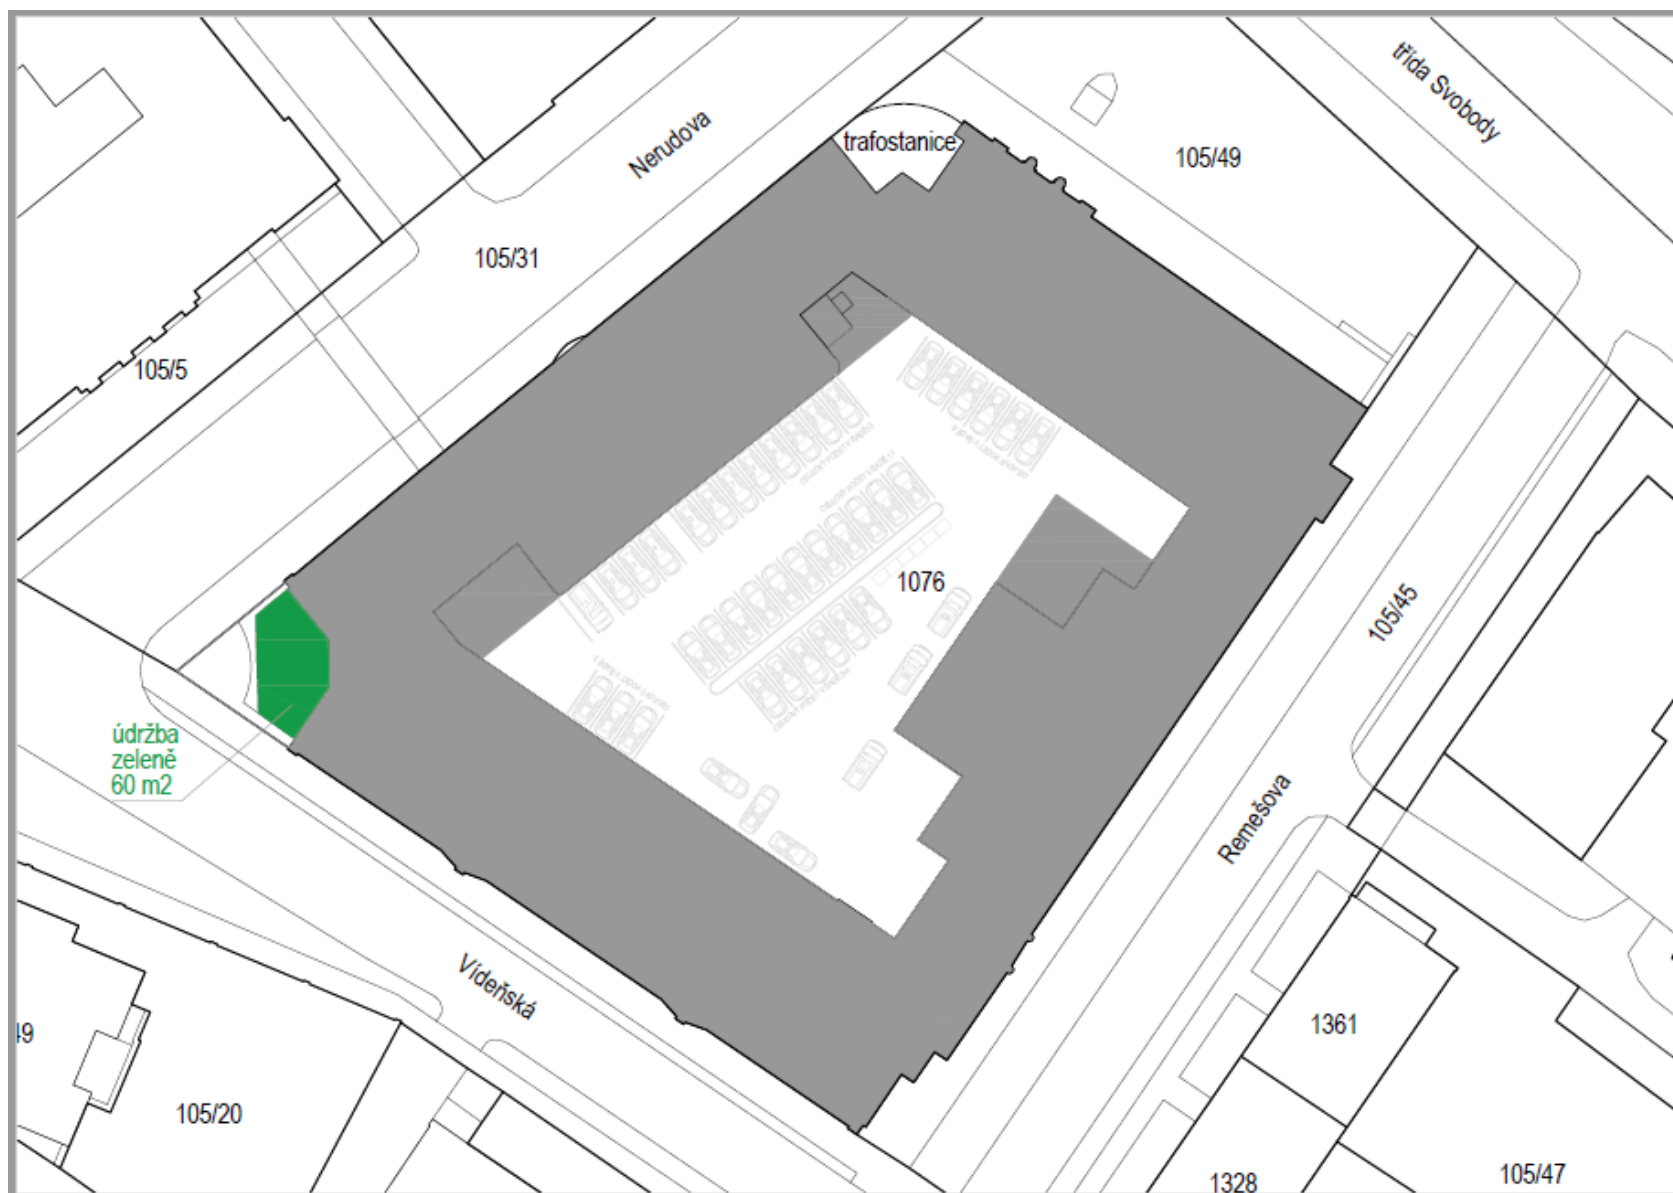 třída Svobody
Nerudova
trafostanice
105/49
105/31
105/5
1076
105/45
údržba
zeleně
60 m2
Remešova
Vídeňská
49
1361
105/20
105/47
1328